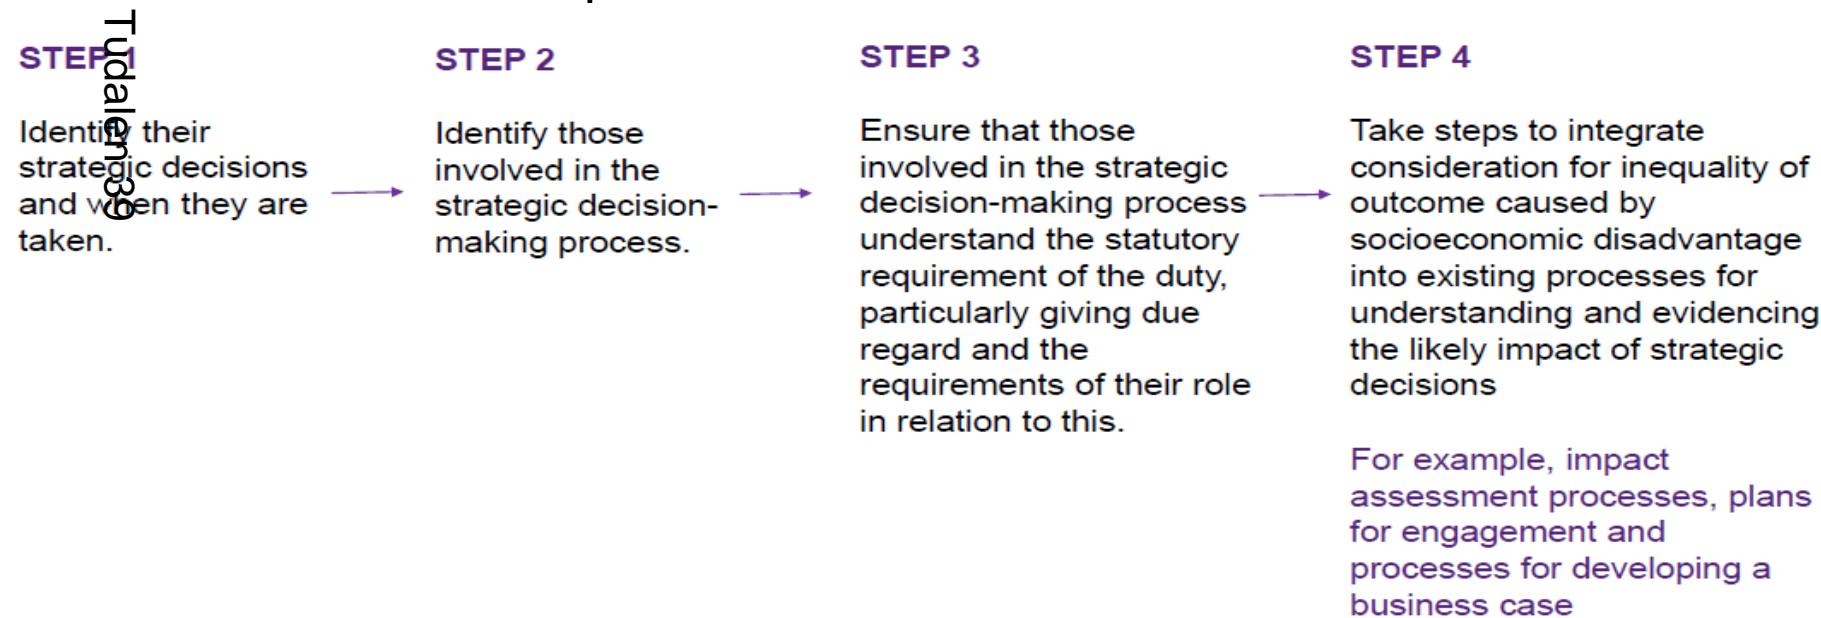 Tudalen 39
STEP 1
Identify their
strategic decisions
and when they are
taken.
STEP 2
Identify those
involved in the
strategic decision-
making process.
STEP 3
Ensure that those
involved in the strategic
decision-making process
understand the statutory
requirement of the duty,
particularly giving due
regard and the
requirements of their role
in relation to this.
STEP 4
Take steps to integrate
consideration for inequality of
outcome caused by
socioeconomic disadvantage
into existing processes for
understanding and evidencing
the likely impact of strategic
decisions
For example, impact
assessment processes, plans
for engagement and
processes for developing a
business case